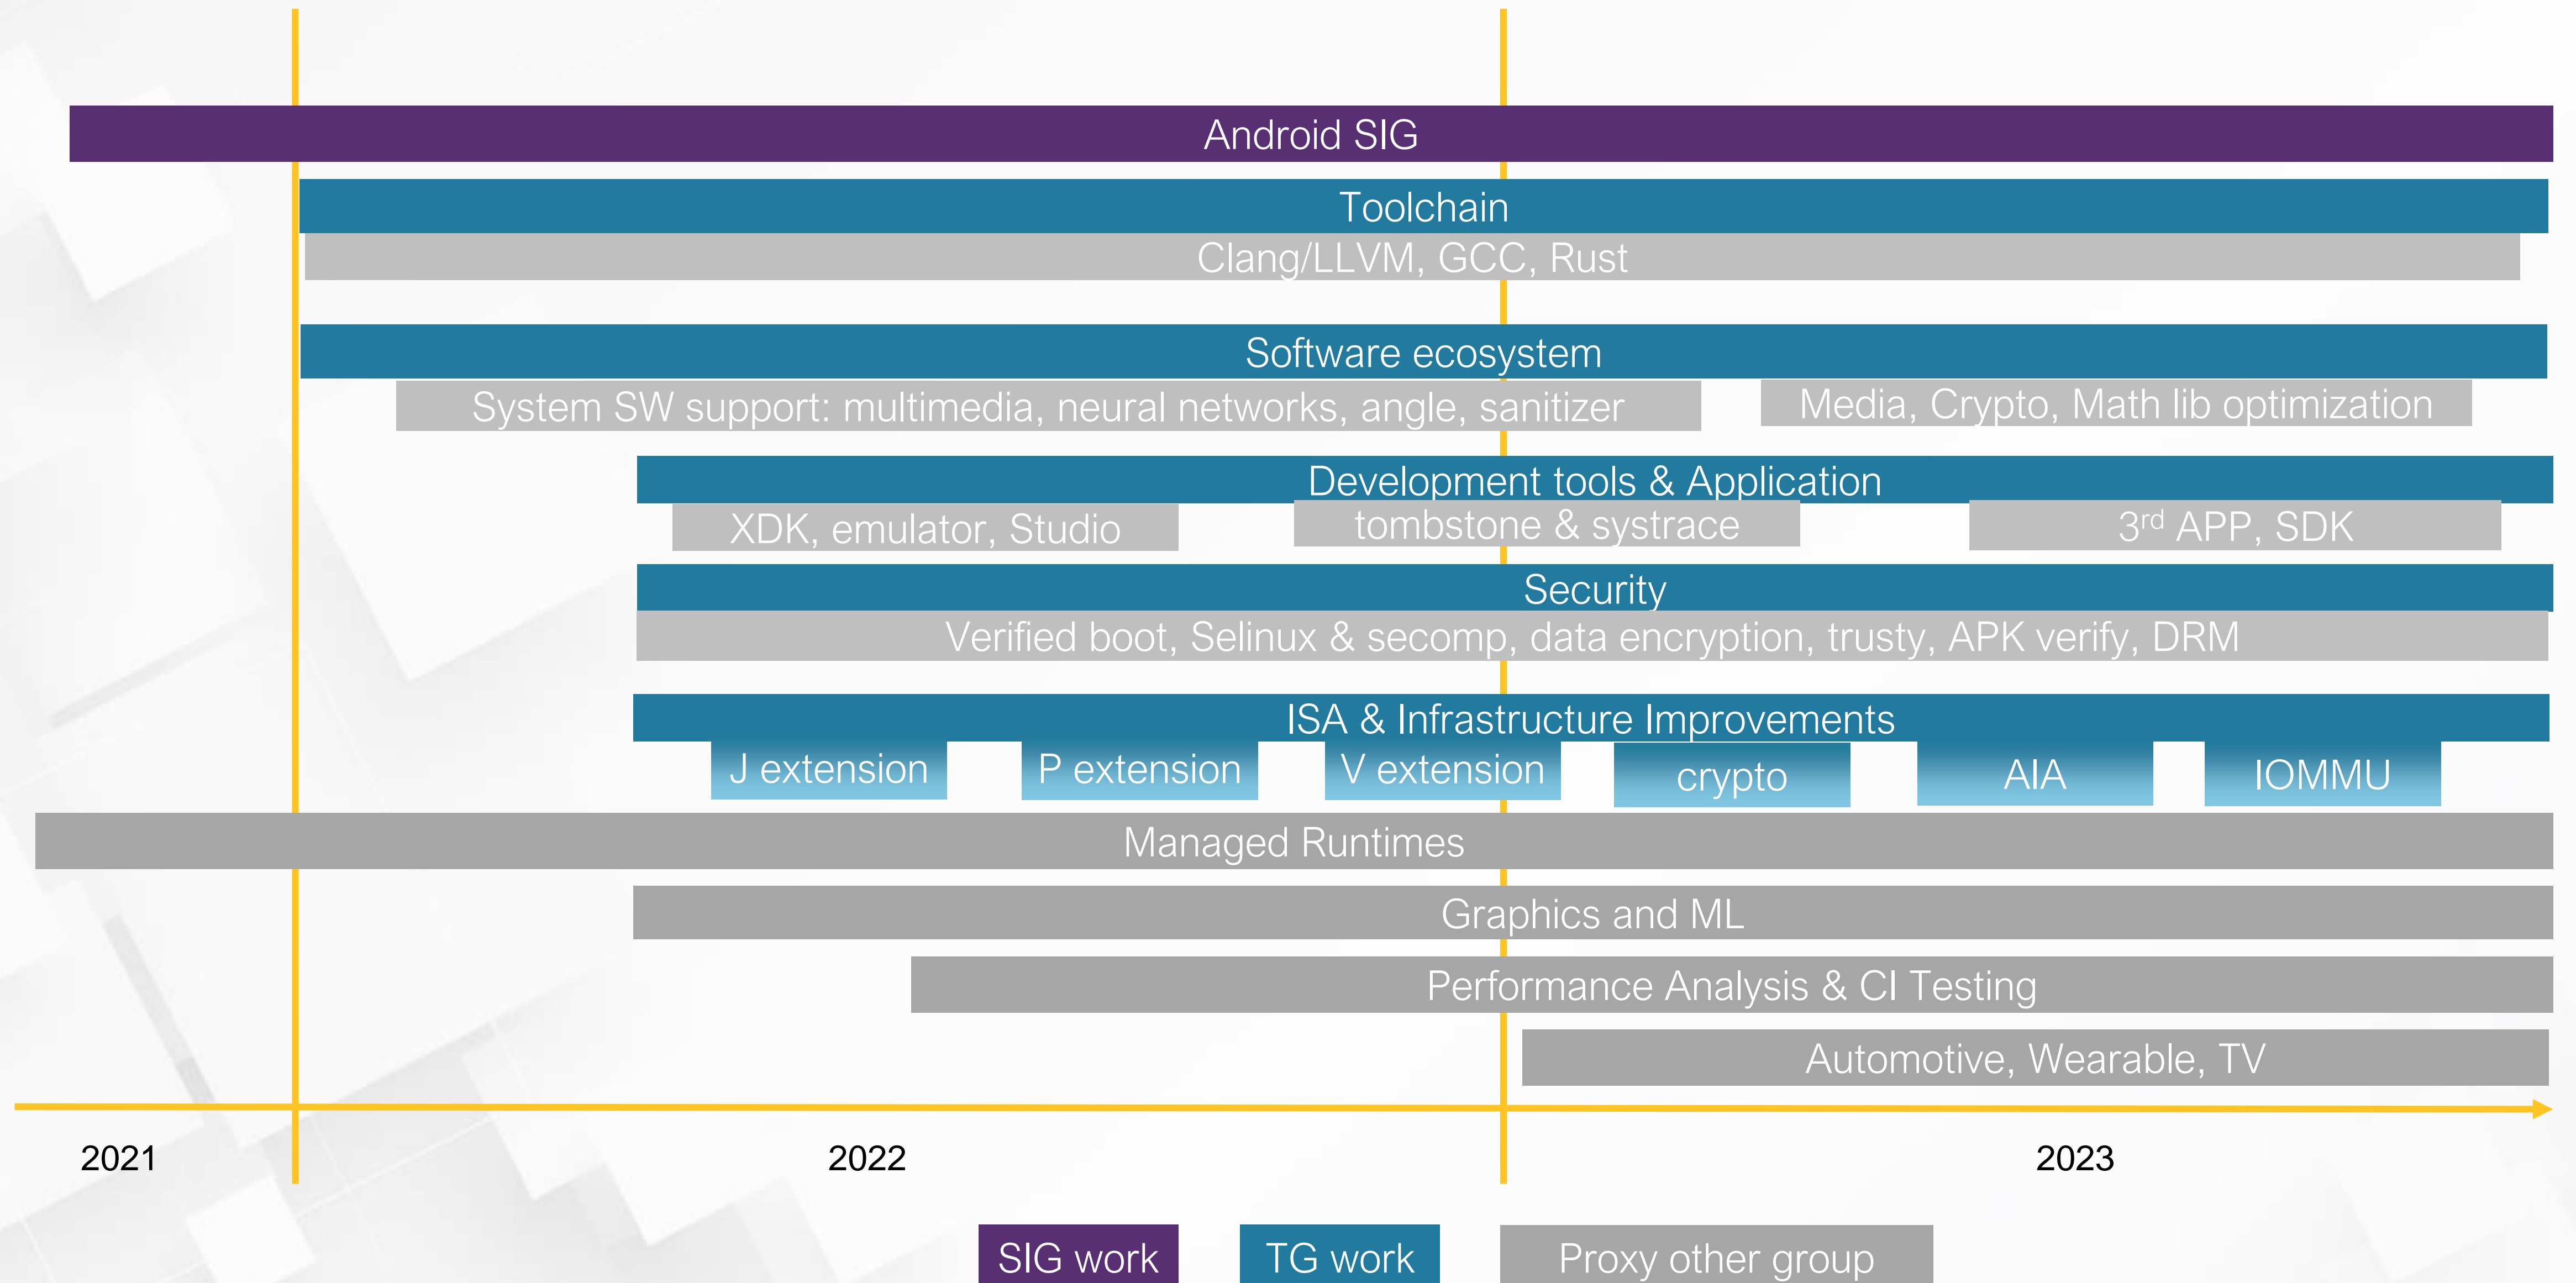 Android SIG
Toolchain
Clang/LLVM, GCC, Rust
Software ecosystem
System SW support: multimedia, neural networks, angle, sanitizer
Media, Crypto, Math lib optimization
Development tools & Application
XDK, emulator, Studio
tombstone & systrace
3rd APP, SDK
Security
Verified boot, Selinux & secomp, data encryption, trusty, APK verify, DRM
ISA & Infrastructure Improvements
J extension
P extension
V extension
crypto
AIA
IOMMU
Managed Runtimes
Graphics and ML
Performance Analysis & CI Testing
Automotive, Wearable, TV
2021
2022
2023
SIG work
TG work
Proxy other group